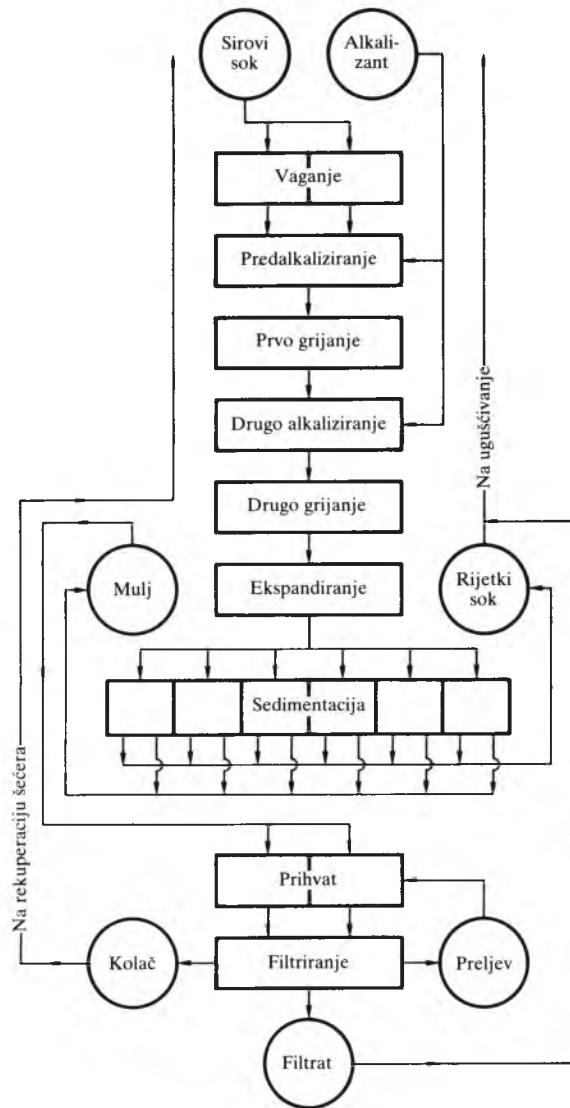 Sirovi
sok
Alkali-
zant
Vaganje
Predalkaliziranje
Prvo grijanje
Drugo alkaliziranje
Drugo grijanje
Ekspandiranje
Na ugušćivanje
Mulj
Rijetki
sok
Sedimentacija
Na rekuperaciju šećera
Prihvat
Kolač
Filtriranje
Preljev
Filtrat